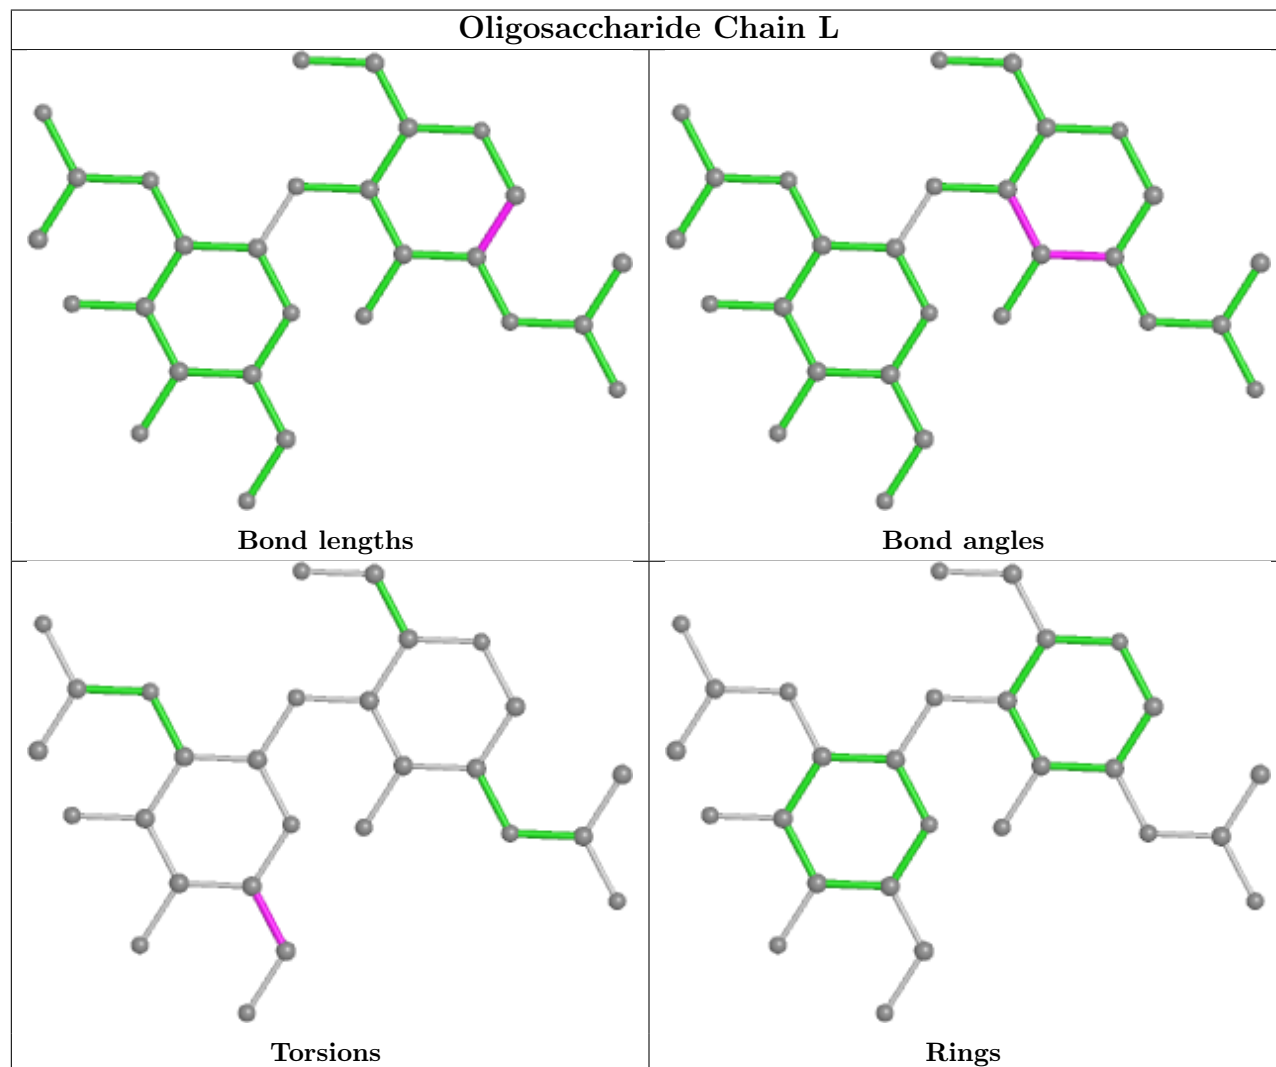 Oligosaccharide Chain L
Bond lengths
Bond angles
Torsions
Rings